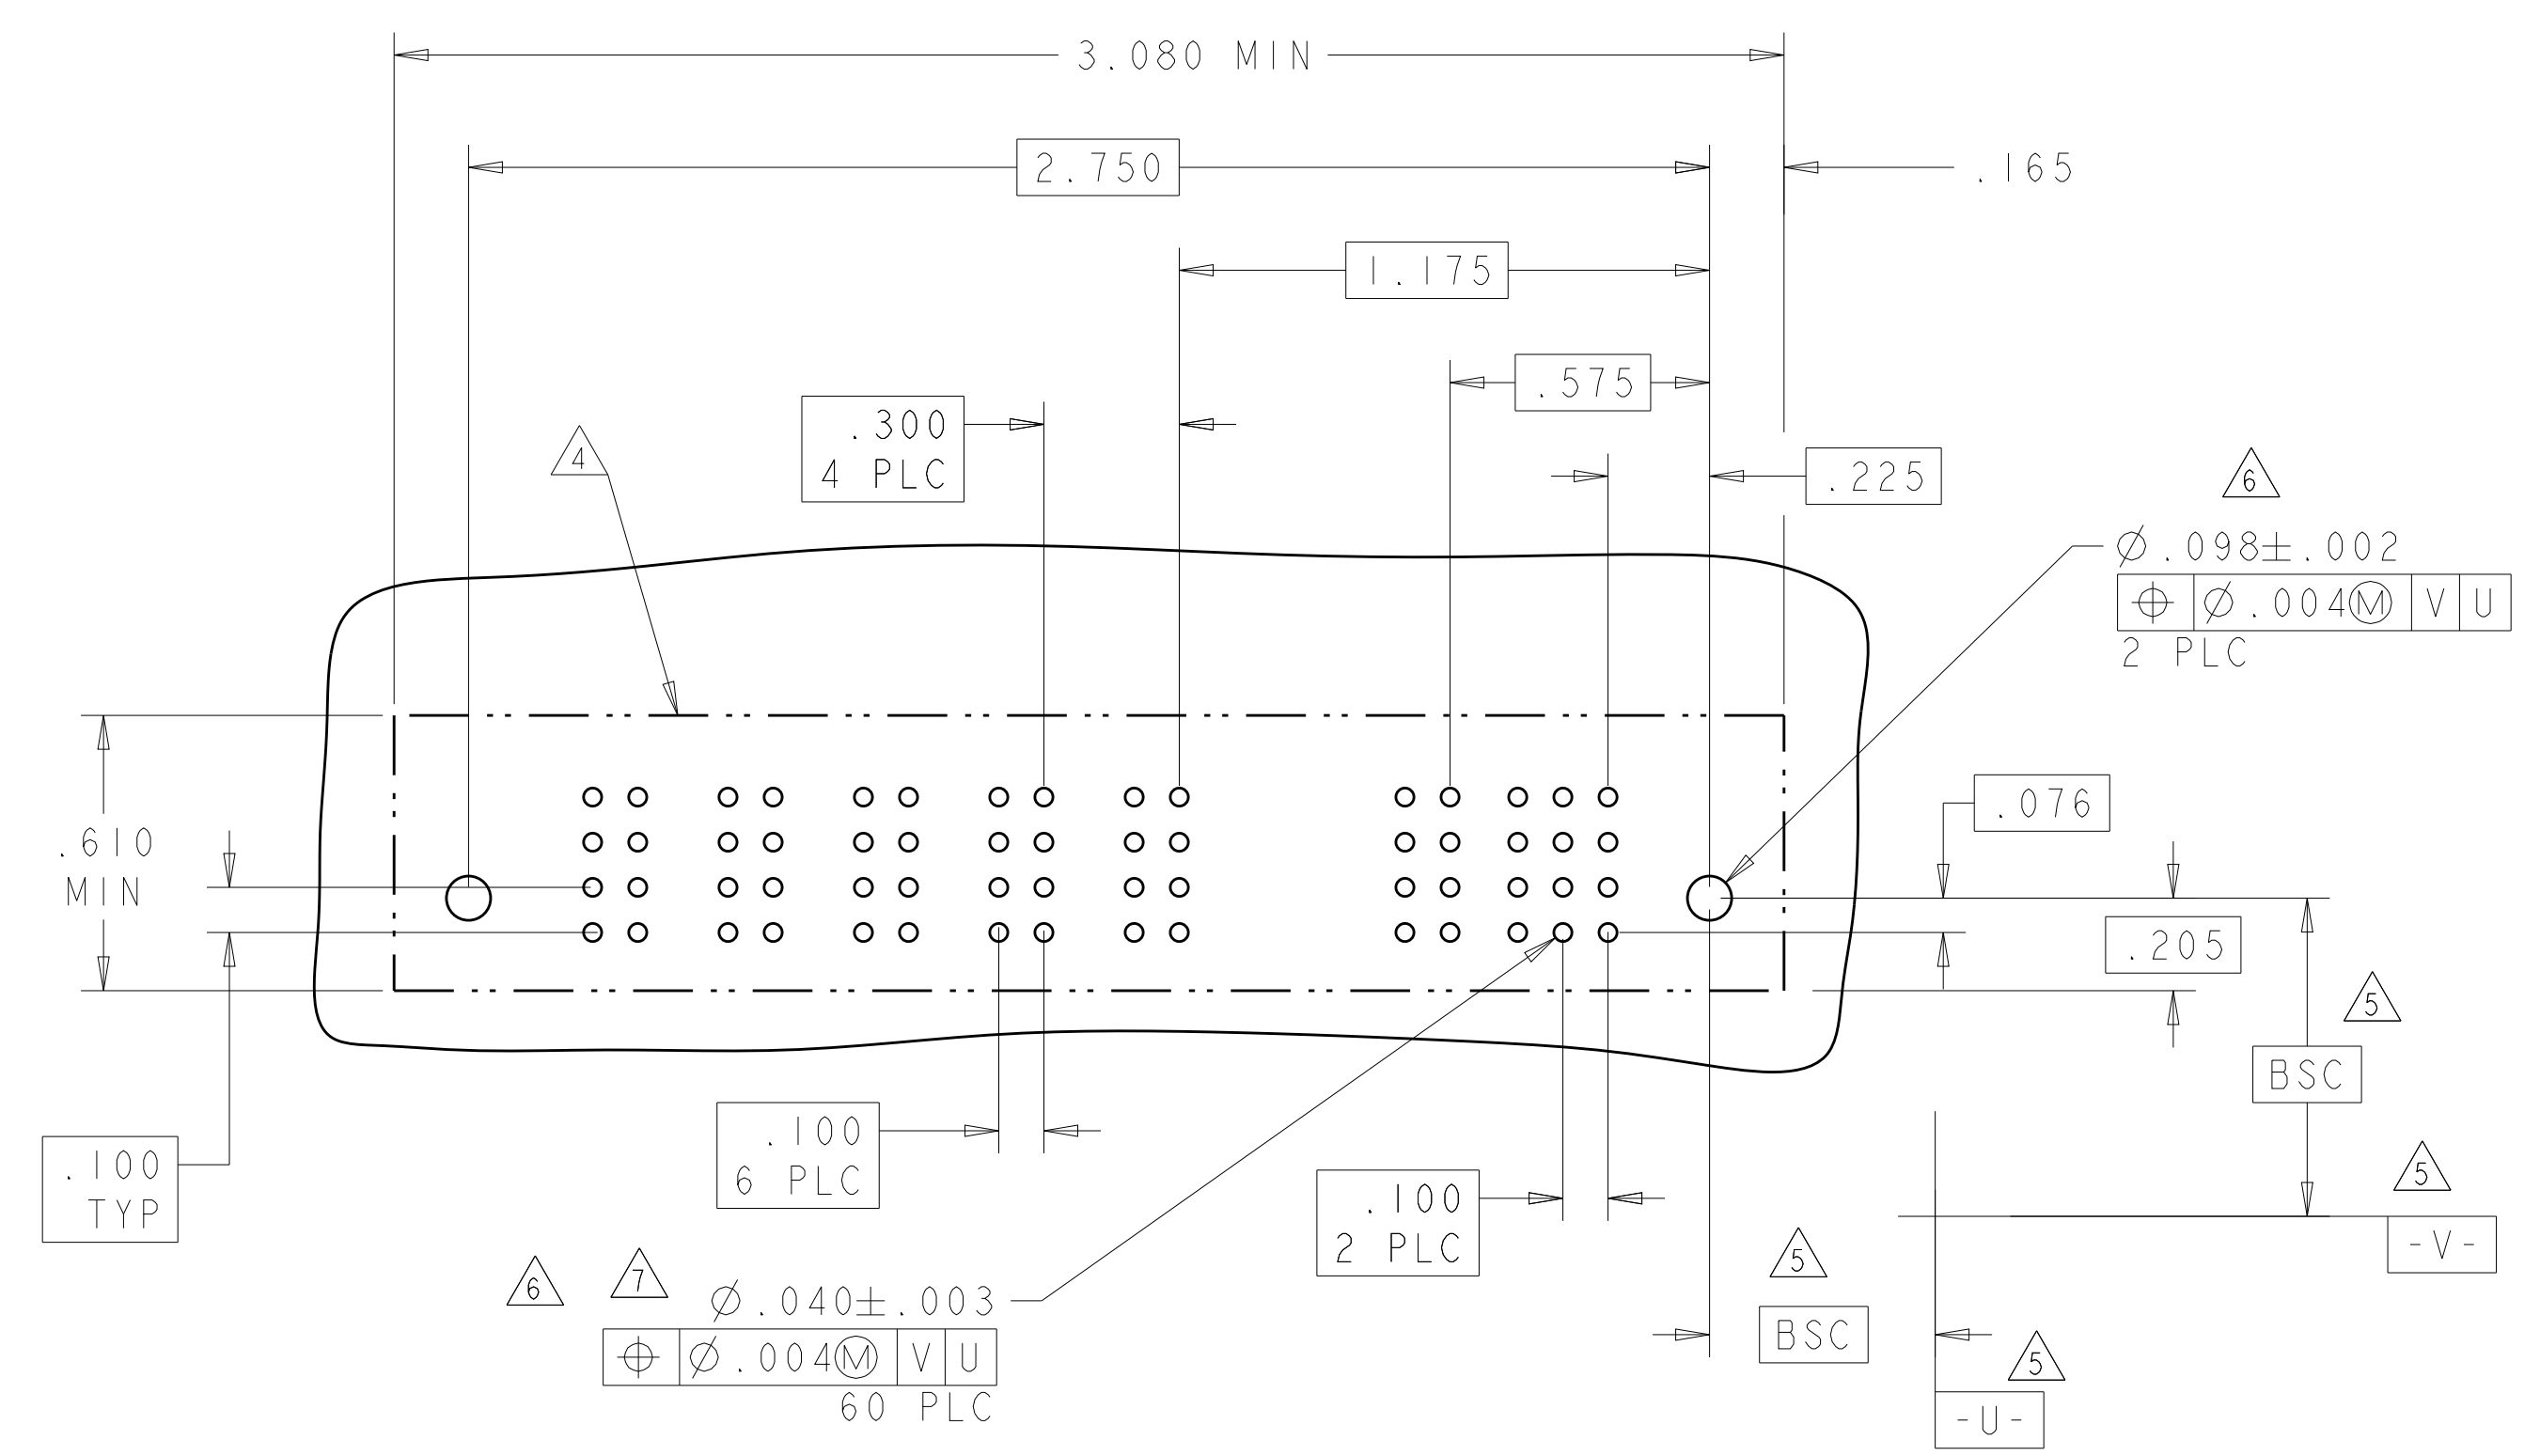 3.080 MIN
2.750
.165
1.175
.575
.300
4 PLC
4
.225
6
Ø.098±.002
⌖ Ø.004Ⓜ V U
2 PLC
.076
.610
MIN
.205
5
BSC
.100
6 PLC
.100
TYP
.100
2 PLC
5
-V-
5
6
7
Ø.040±.003
BSC
⌖ Ø.004Ⓜ V U
60 PLC
5
-U-